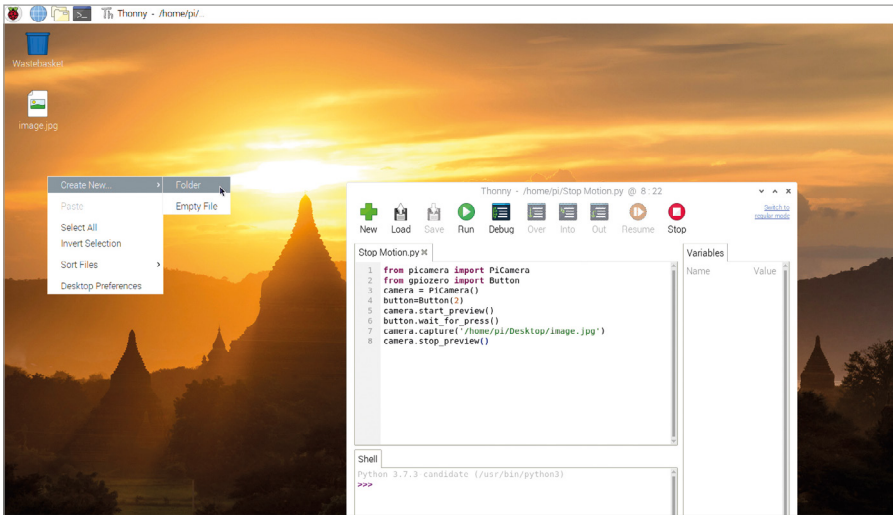 Thonny - /home/pi/...
Wastebasket
image.jpg
Create New...
Folder
Paste
Empty File
Select All
Invert Selection
Sort Files
Desktop Preferences
Thonny - /home/pi/Stop Motion.py @ 8 : 22
New Load Save Run Debug Over Into Out Resume Stop
Switch to
regular mode
Stop Motion.py
1 from picamera import PiCamera
2 from gpiozero import Button
3 camera = PiCamera()
4 button=Button(2)
5 camera.start_preview()
6 button.wait_for_press()
7 camera.capture('/home/pi/Desktop/image.jpg')
8 camera.stop_preview()
Variables
Name Value
Shell
Python 3.7.3 candidate (/usr/bin/python3)
>>>